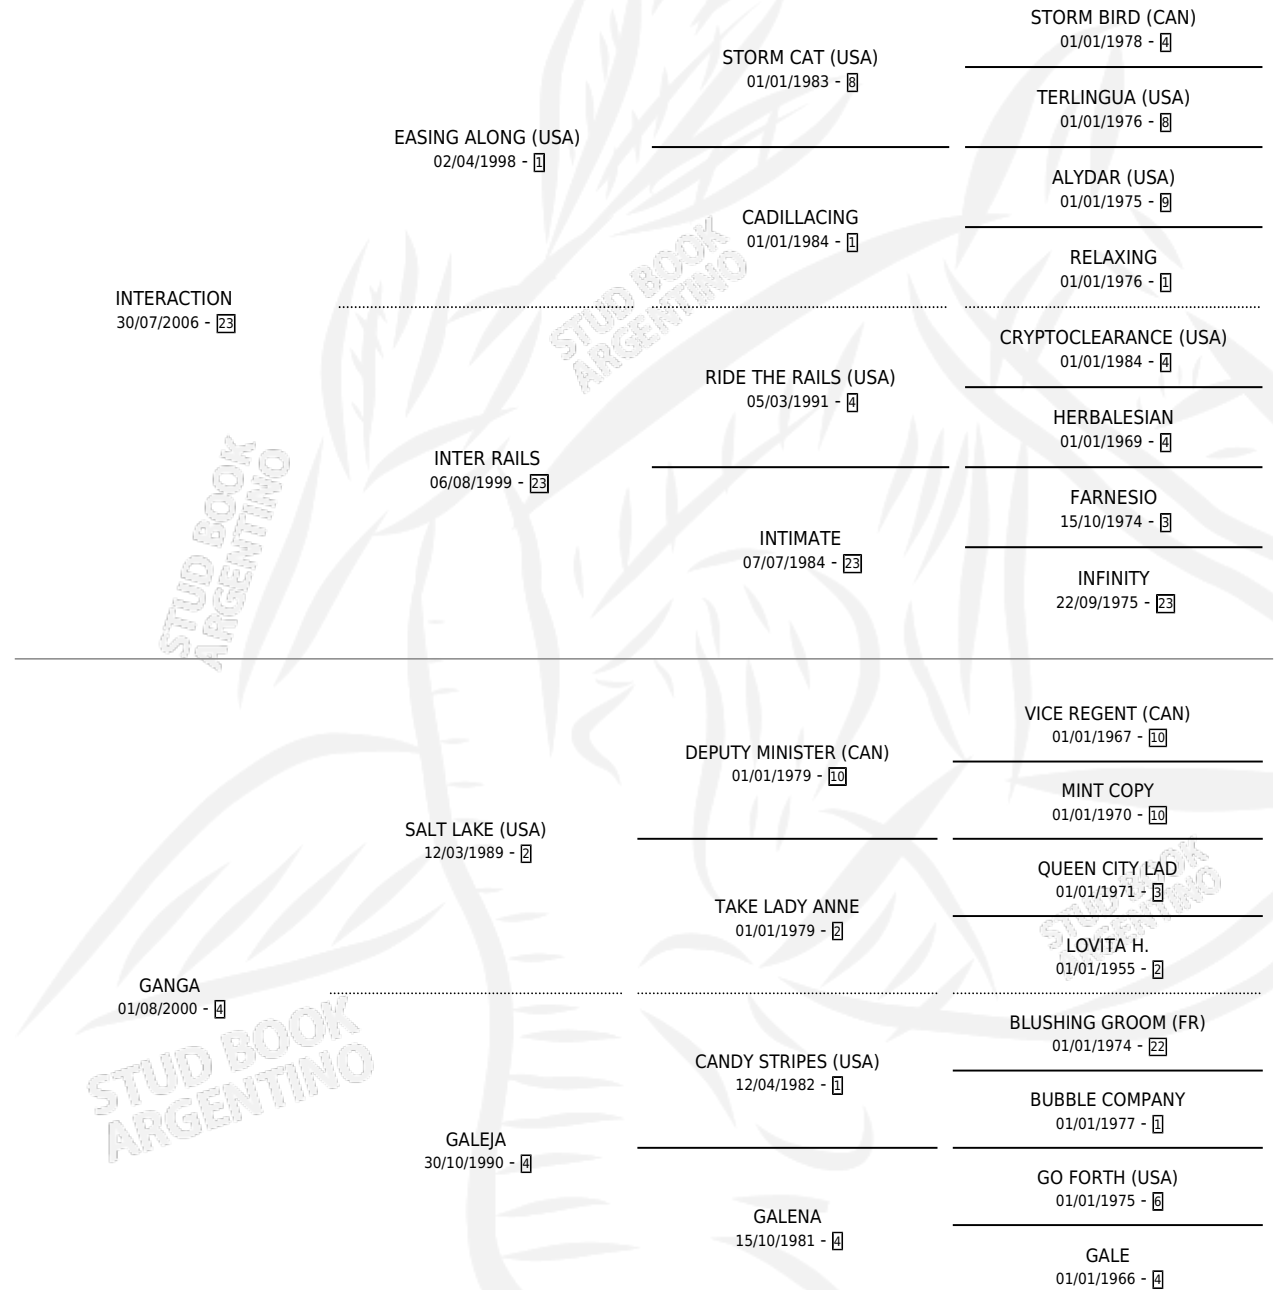 STORM BIRD (CAN)
01/01/1978 - 4
STORM CAT (USA)
01/01/1983 - 8
TERLINGUA (USA)
01/01/1976 - 8
EASING ALONG (USA)
02/04/1998 - 1
ALYDAR (USA)
01/01/1975 - 9
CADILLACING
01/01/1984 - 1
RELAXING
01/01/1976 - 1
INTERACTION
30/07/2006 - 23
CRYPTOCLEARANCE (USA)
01/01/1984 - 4
RIDE THE RAILS (USA)
05/03/1991 - 4
HERBALESIAN
01/01/1969 - 4
INTER RAILS
06/08/1999 - 23
FARNESIO
15/10/1974 - 3
INTIMATE
07/07/1984 - 23
INFINITY
22/09/1975 - 23
STUD BOOK
ARGENTINO
STUD BOOK
ARGENTINO
VICE REGENT (CAN)
01/01/1967 - 10
DEPUTY MINISTER (CAN)
01/01/1979 - 10
MINT COPY
01/01/1970 - 10
SALT LAKE (USA)
12/03/1989 - 2
QUEEN CITY LAD
01/01/1971 - 3
TAKE LADY ANNE
01/01/1979 - 2
LOVITA H.
01/01/1955 - 2
GANGA
01/08/2000 - 4
BLUSHING GROOM (FR)
01/01/1974 - 22
CANDY STRIPES (USA)
12/04/1982 - 1
BUBBLE COMPANY
01/01/1977 - 1
GALEJA
30/10/1990 - 4
GO FORTH (USA)
01/01/1975 - 6
GALENA
15/10/1981 - 4
GALE
01/01/1966 - 4
STUD BOOK
ARGENTINO
STUD BOOK
ARGENTINO